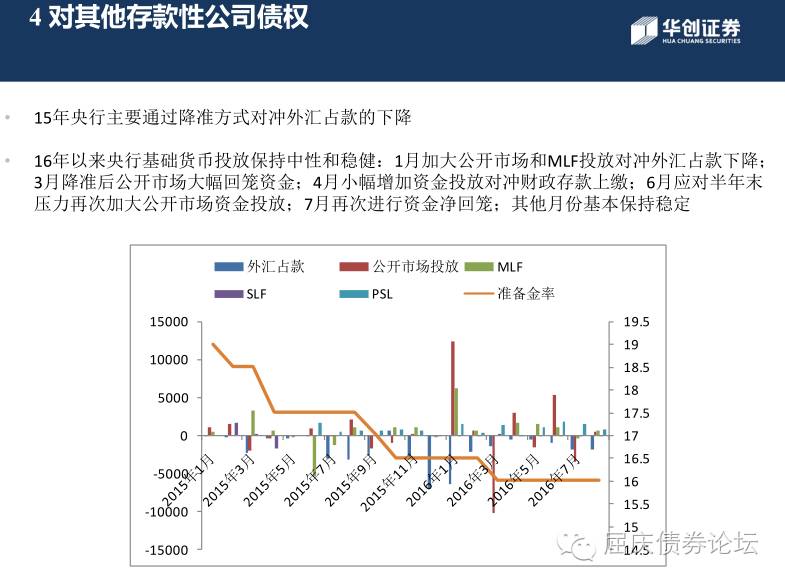 4 对其他存款性公司债权
华创证券
HUA CHUANG SECURITIES
• 15年央行主要通过降准方式对冲外汇占款的下降
• 16年以来央行基础货币投放保持中性和稳健：1月加大公开市场和MLF投放对冲外汇占款下降；
3月降准后公开市场大幅回笼资金；4月小幅增加资金投放对冲财政存款上缴；6月应对半年末
压力再次加大公开市场资金投放；7月再次进行资金净回笼；其他月份基本保持稳定
外汇占款 公开市场投放 MLF
SLF PSL 准备金率
15000 19.5
10000 19
5000 18.5
0 18
-5000 17.5
-10000 17
-15000 16.5
16
15.5
15
14.5
2015年1月 2015年3月 2015年5月 2015年7月 2015年9月 2015年11月 2016年1月 2016年3月 2016年5月 2016年7月
屈庆债券论坛